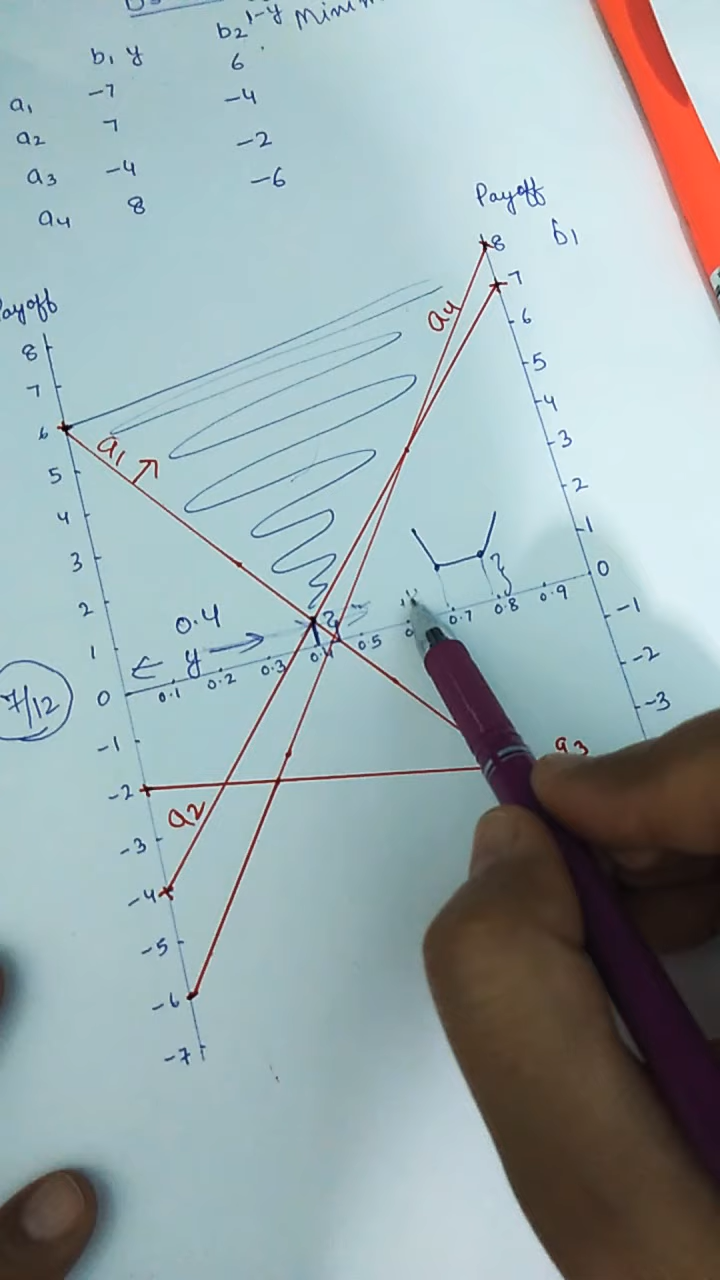 b₁ y b₂ 1-y
a₁ -7 6
a₂ 7 -4
a₃ -4 -2
a₄ 8 -6
Payoff
b₁
8
7
6
5
4
3
2
1
0
-1
-2
-3
a₄
a₃
8
7
6
5
4
3
2
1
0
-1
-2
-3
-4
-5
-6
-7
a₁
a₂
0.4
y
7/12
0.1 0.2 0.3 0.4 0.5 0.7 0.8 0.9